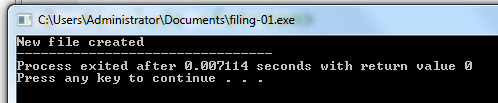 C:\Users\Administrator\Documents\filing-01.exe
New file created
--------------------------------
Process exited after 0.007114 seconds with return value 0
Press any key to continue . . .